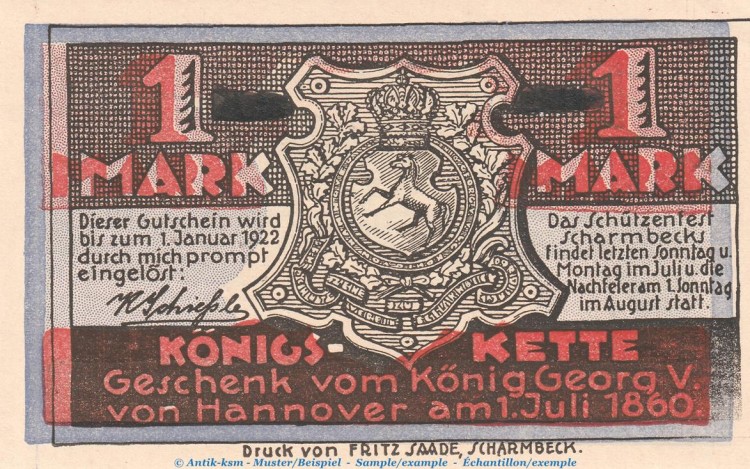 1 1
MARK MARK
Dieser Gutschein wird
bis zum 1. Januar 1922
durch mich prompt
eingelöst:
Das Schützenfest
Scharmbecks
findet letzten Sonntag u.
Montag im Juli u. die
Nachfeier am 1. Sonntag
im August statt.
KÖNIGS- KETTE
Geschenk vom König Georg V.
von Hannover am 1. Juli 1860.
Druck von FRITZ SAADE, SCHARMBECK.
© Antik-ksm - Muster/Beispiel - Sample/example - Échantillon/exemple